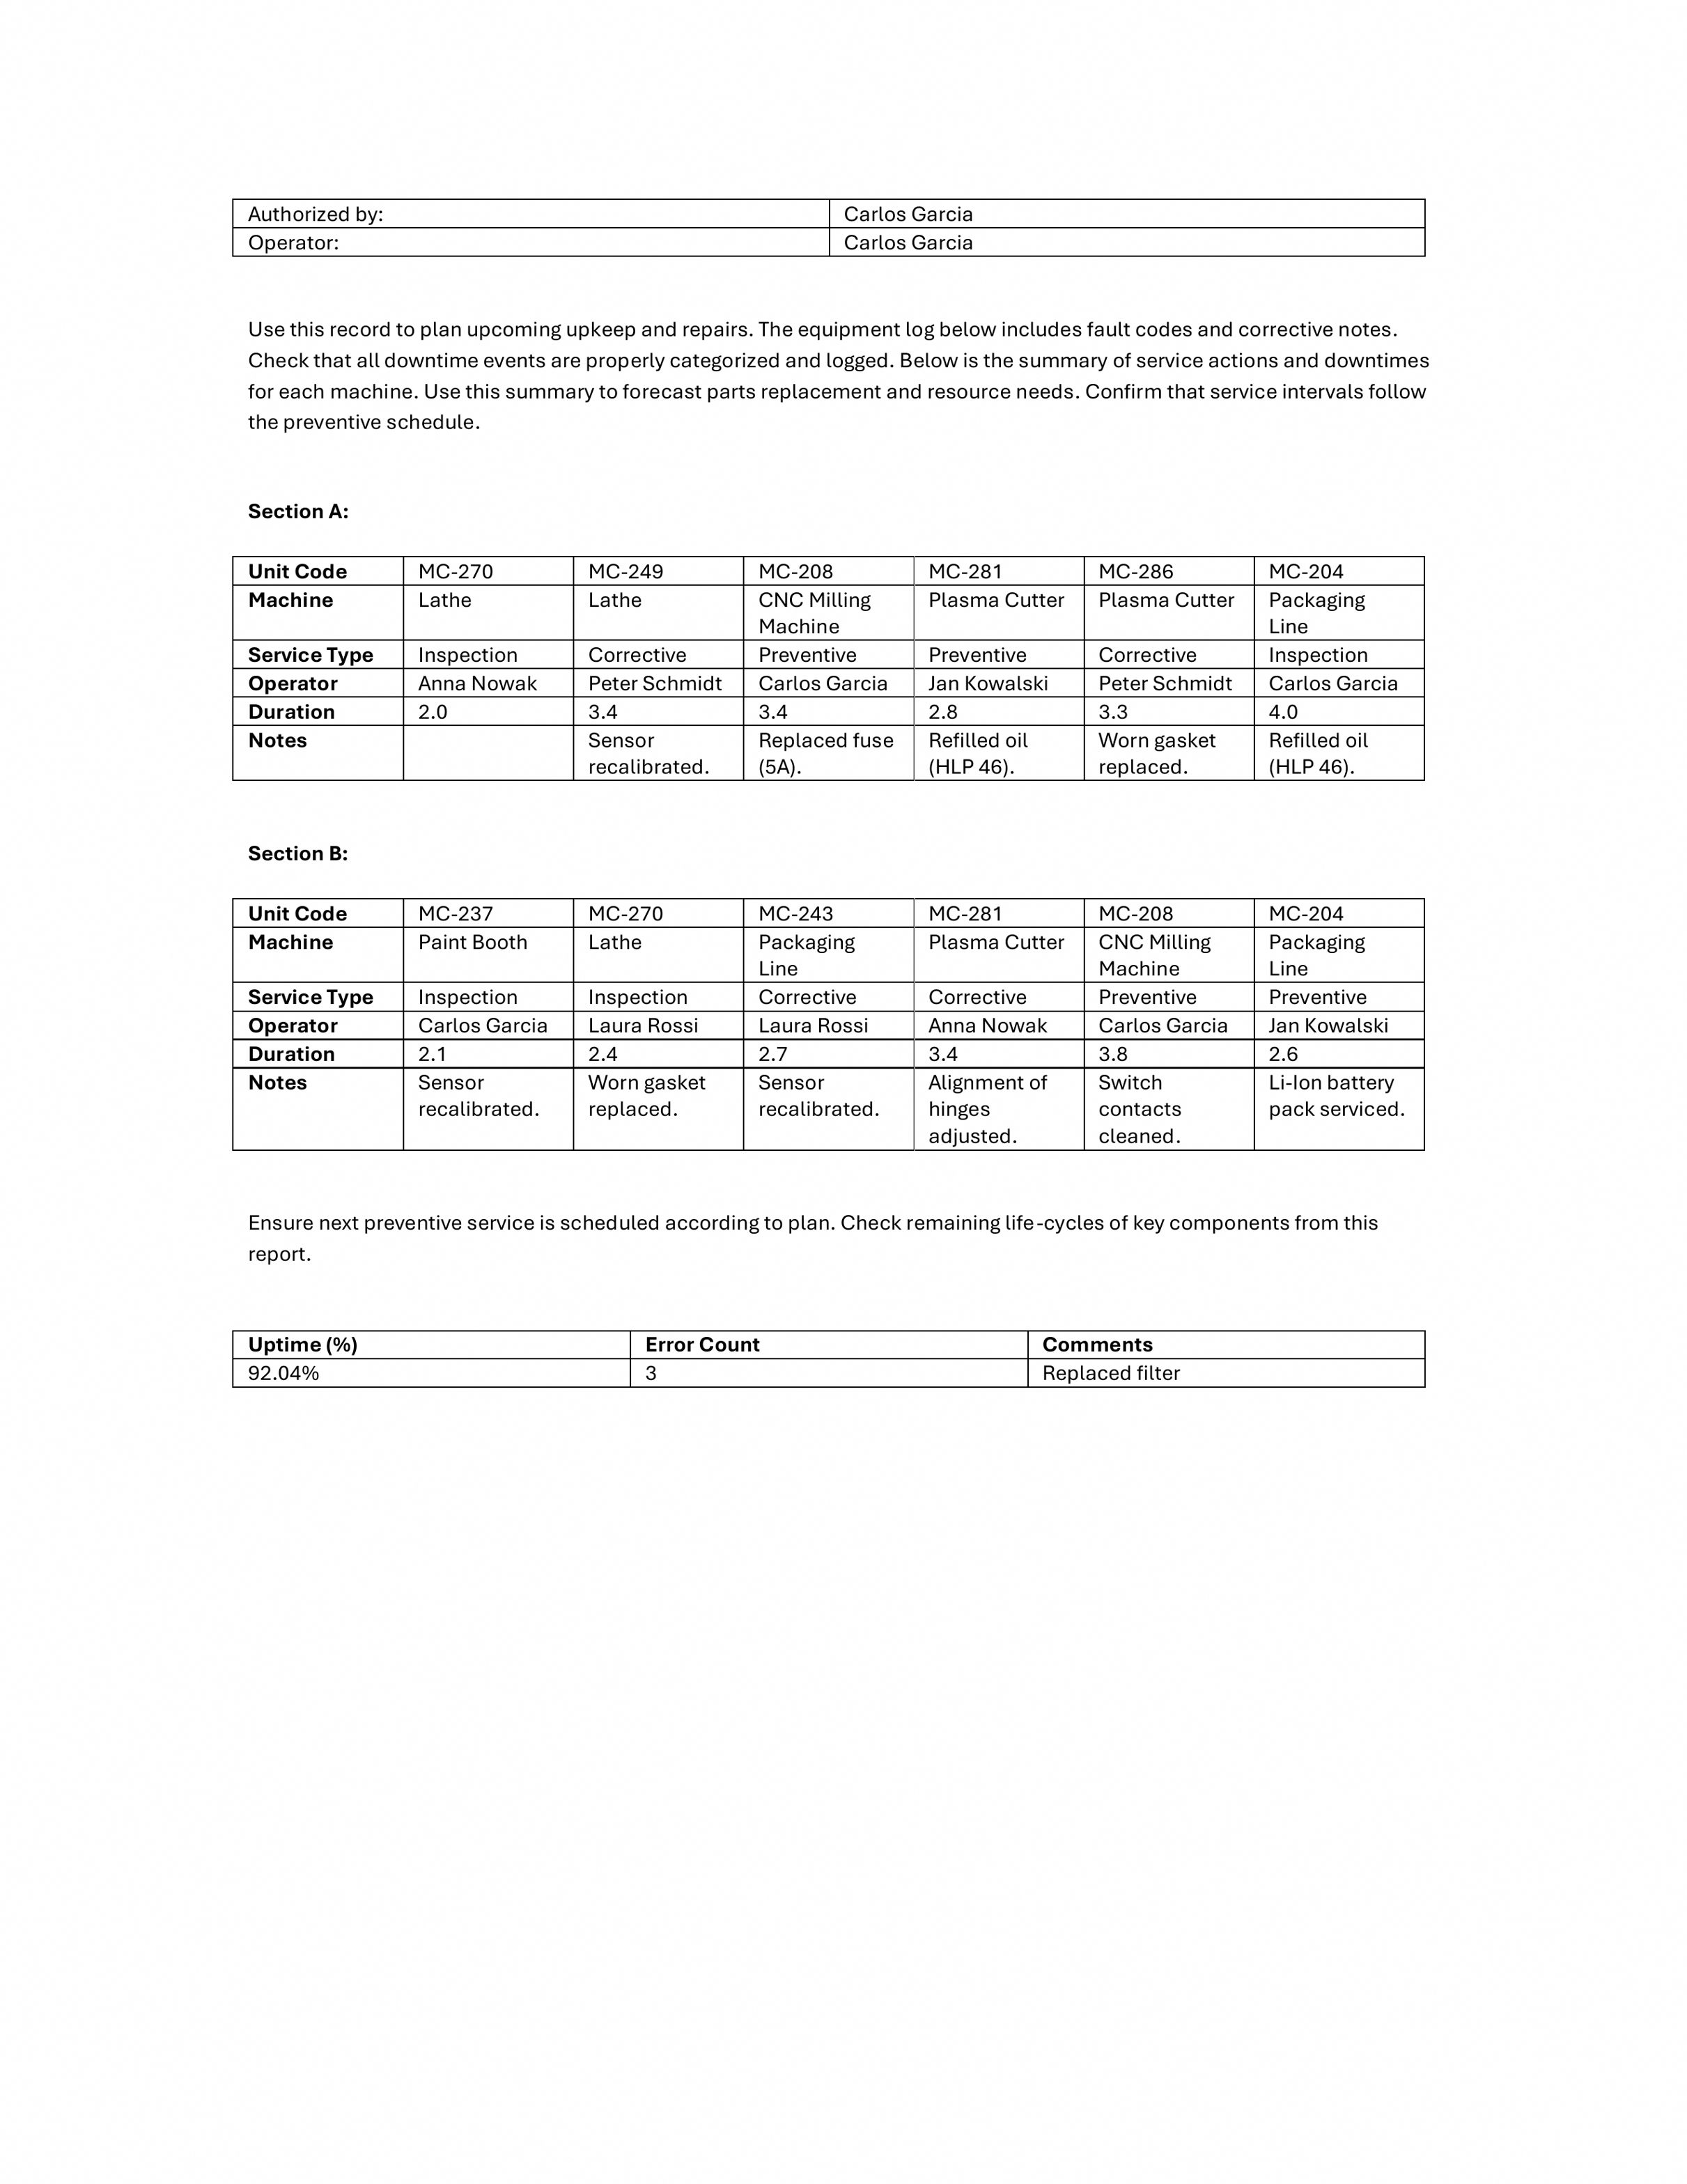 Authorized by: Carlos Garcia
Operator: Carlos Garcia
Use this record to plan upcoming upkeep and repairs. The equipment log below includes fault codes and corrective notes.
Check that all downtime events are properly categorized and logged. Below is the summary of service actions and downtimes
for each machine. Use this summary to forecast parts replacement and resource needs. Confirm that service intervals follow
the preventive schedule.
Section A:
Unit Code MC-270 MC-249 MC-208 MC-281 MC-286 MC-204
Machine Lathe Lathe CNC Milling Plasma Cutter Plasma Cutter Packaging
Machine Line
Service Type Inspection Corrective Preventive Preventive Corrective Inspection
Operator Anna Nowak Peter Schmidt Carlos Garcia Jan Kowalski Peter Schmidt Carlos Garcia
Duration 2.0 3.4 3.4 2.8 3.3 4.0
Notes Sensor Replaced fuse Refilled oil Worn gasket Refilled oil
recalibrated. (5A). (HLP 46). replaced. (HLP 46).
Section B:
Unit Code MC-237 MC-270 MC-243 MC-281 MC-208 MC-204
Machine Paint Booth Lathe Packaging Plasma Cutter CNC Milling Packaging
Line Machine Line
Service Type Inspection Inspection Corrective Corrective Preventive Preventive
Operator Carlos Garcia Laura Rossi Laura Rossi Anna Nowak Carlos Garcia Jan Kowalski
Duration 2.1 2.4 2.7 3.4 3.8 2.6
Notes Sensor Worn gasket Sensor Alignment of Switch Li-Ion battery
recalibrated. replaced. recalibrated. hinges contacts pack serviced.
adjusted. cleaned.
Ensure next preventive service is scheduled according to plan. Check remaining life-cycles of key components from this
report.
Uptime (%) Error Count Comments
92.04% 3 Replaced filter